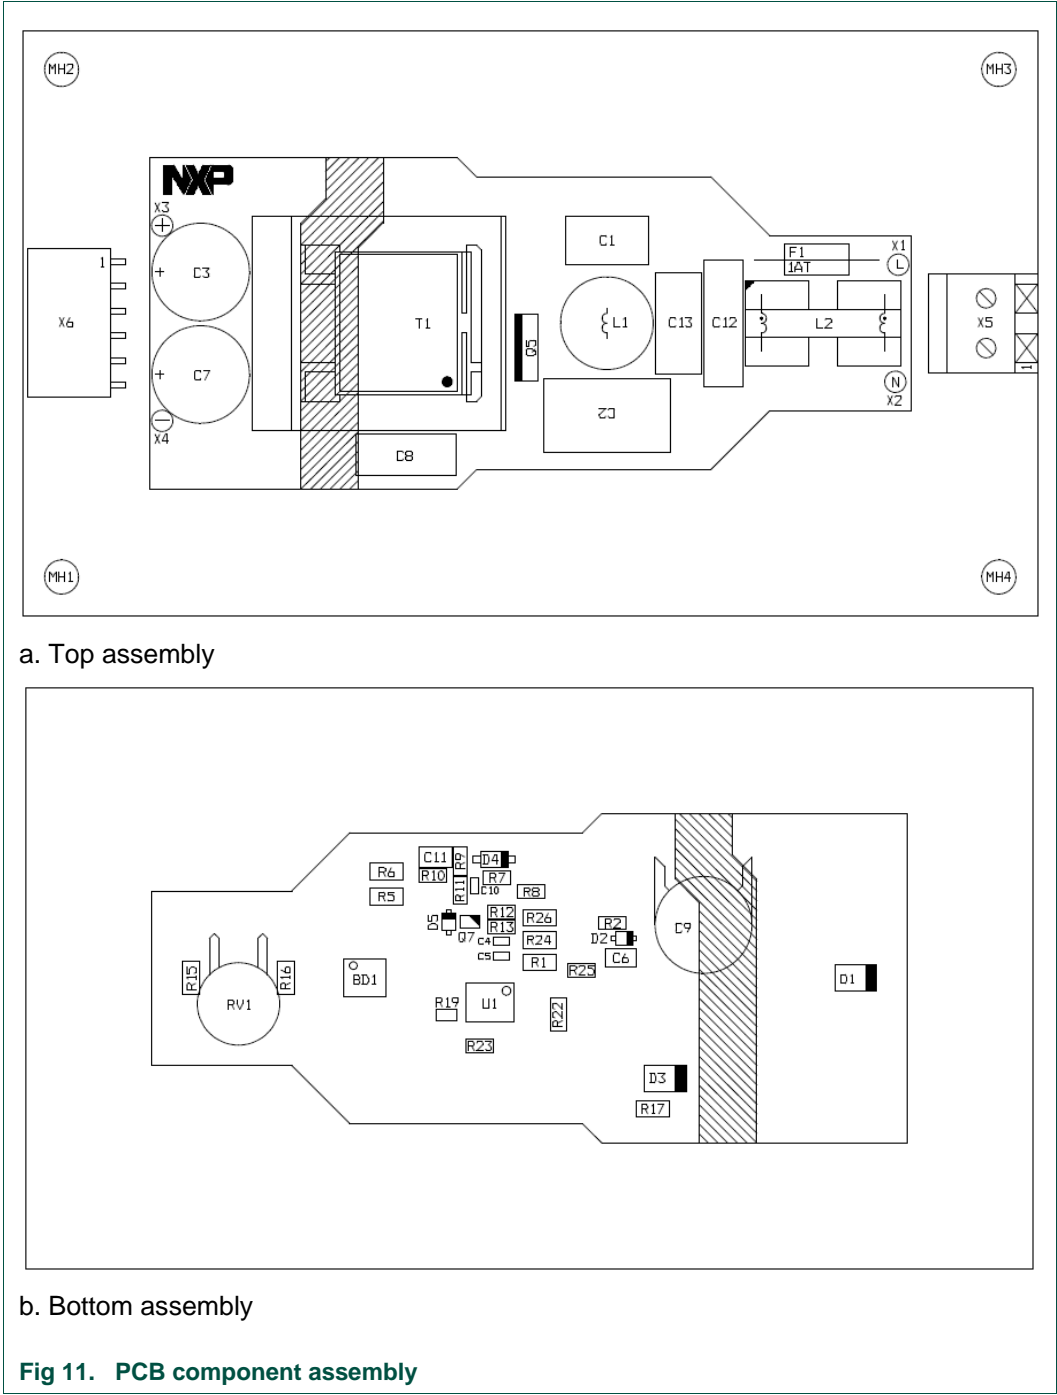 MH2
MH3
NXP
X3
+
C3
+
C7
+
X4
1
X6
T1
C8
Q5
C1
L1
C2
C13
C12
F1
1AT
X1
L
L2
N
X2
X5
1
MH1
MH4
a. Top assembly
C11
R9
D4
R6
R10
R7
R5
R11
C10
R8
D5
Q7
R12
R13
R26
C4
R24
C5
R1
R2
D2
C6
R25
C9
R15
R16
RV1
BD1
R19
U1
R22
R23
D1
D3
R17
b. Bottom assembly
Fig 11. PCB component assembly